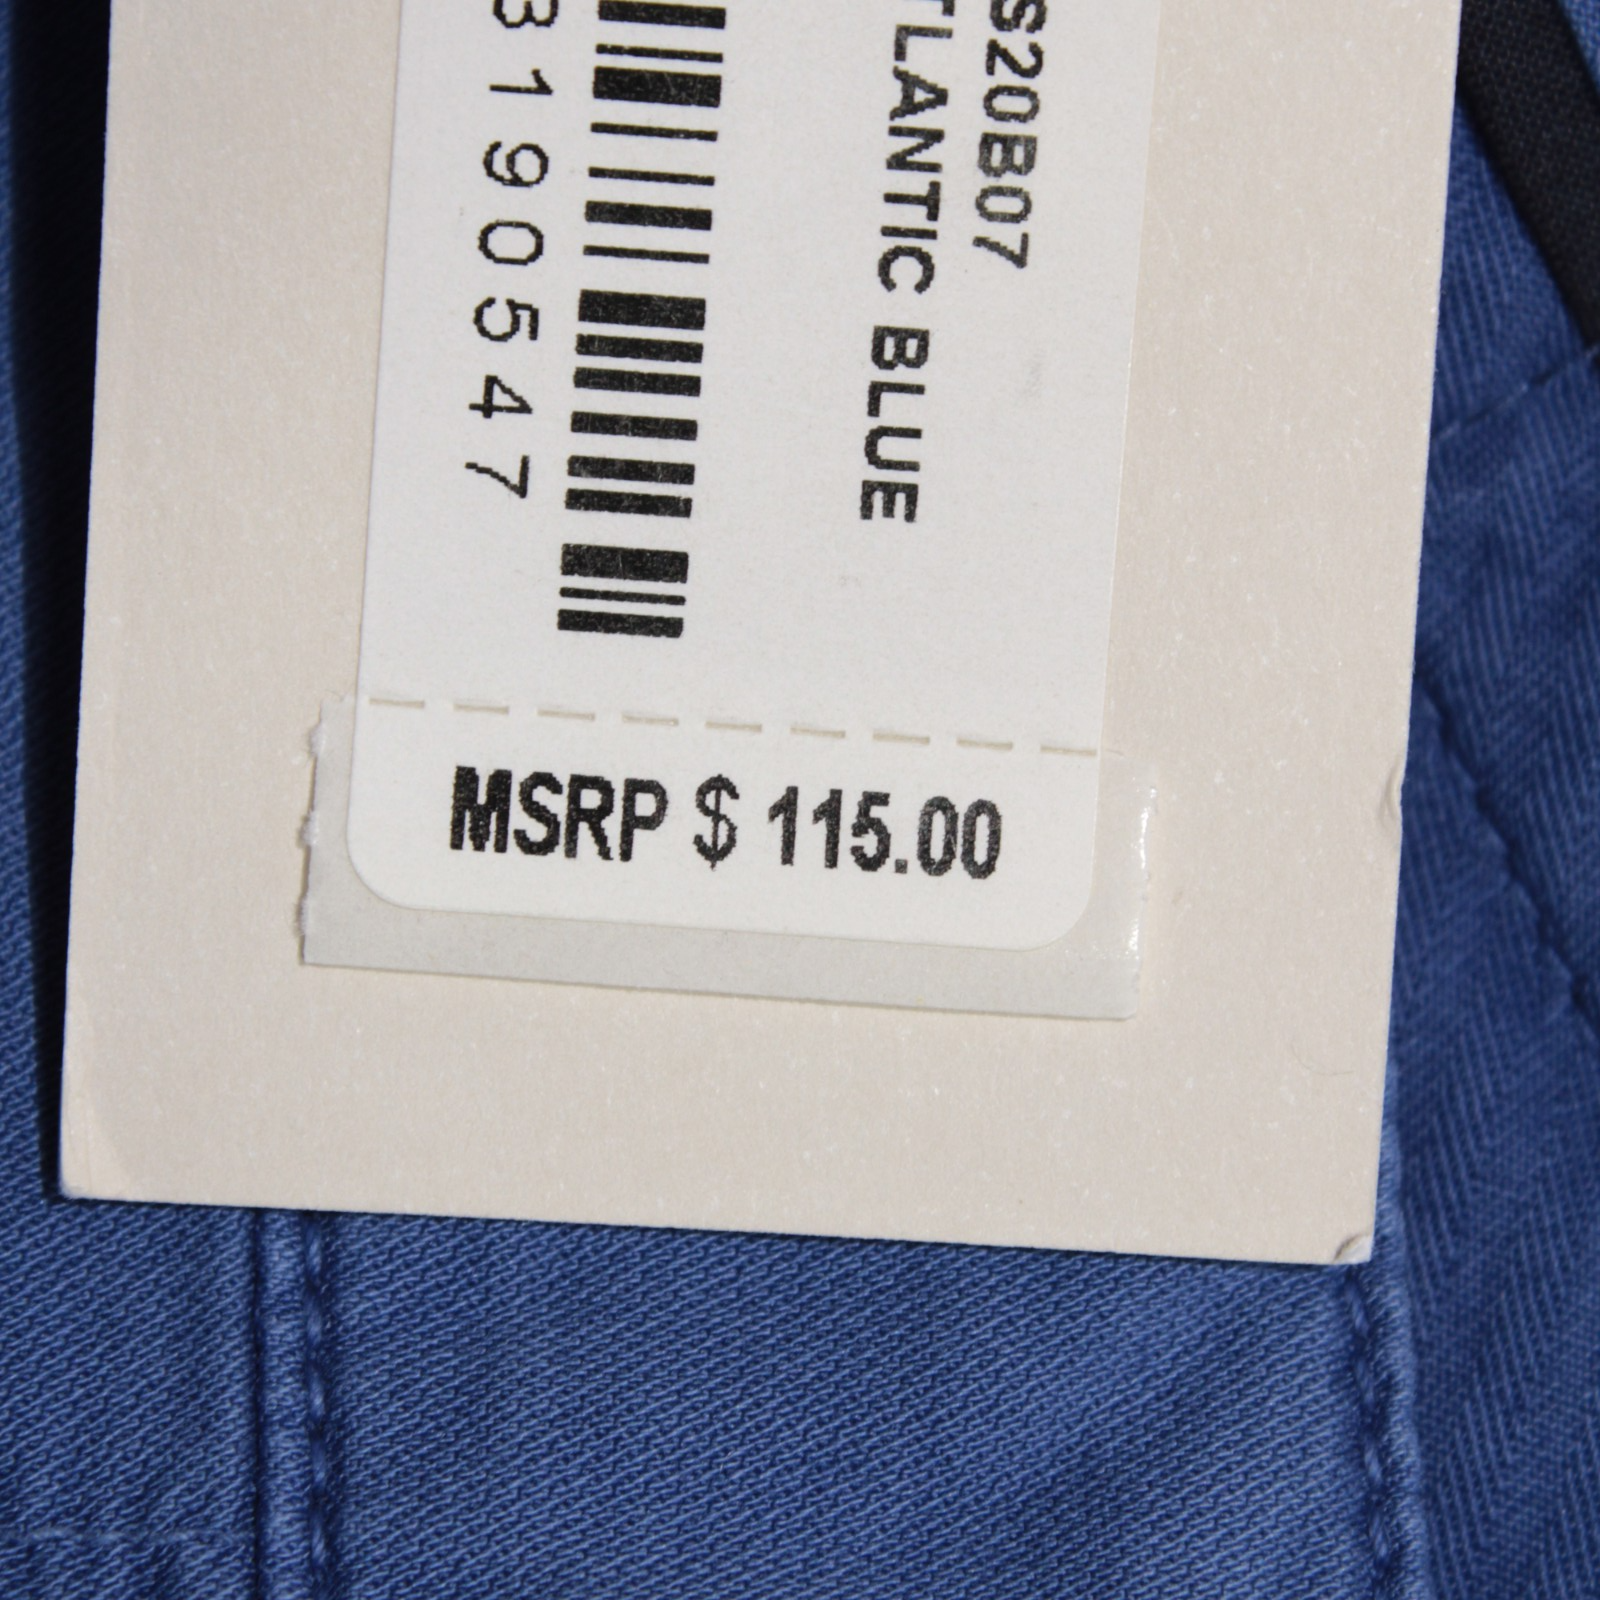 S20B07
TLANTIC BLUE
3190547
MSRP $ 115.00